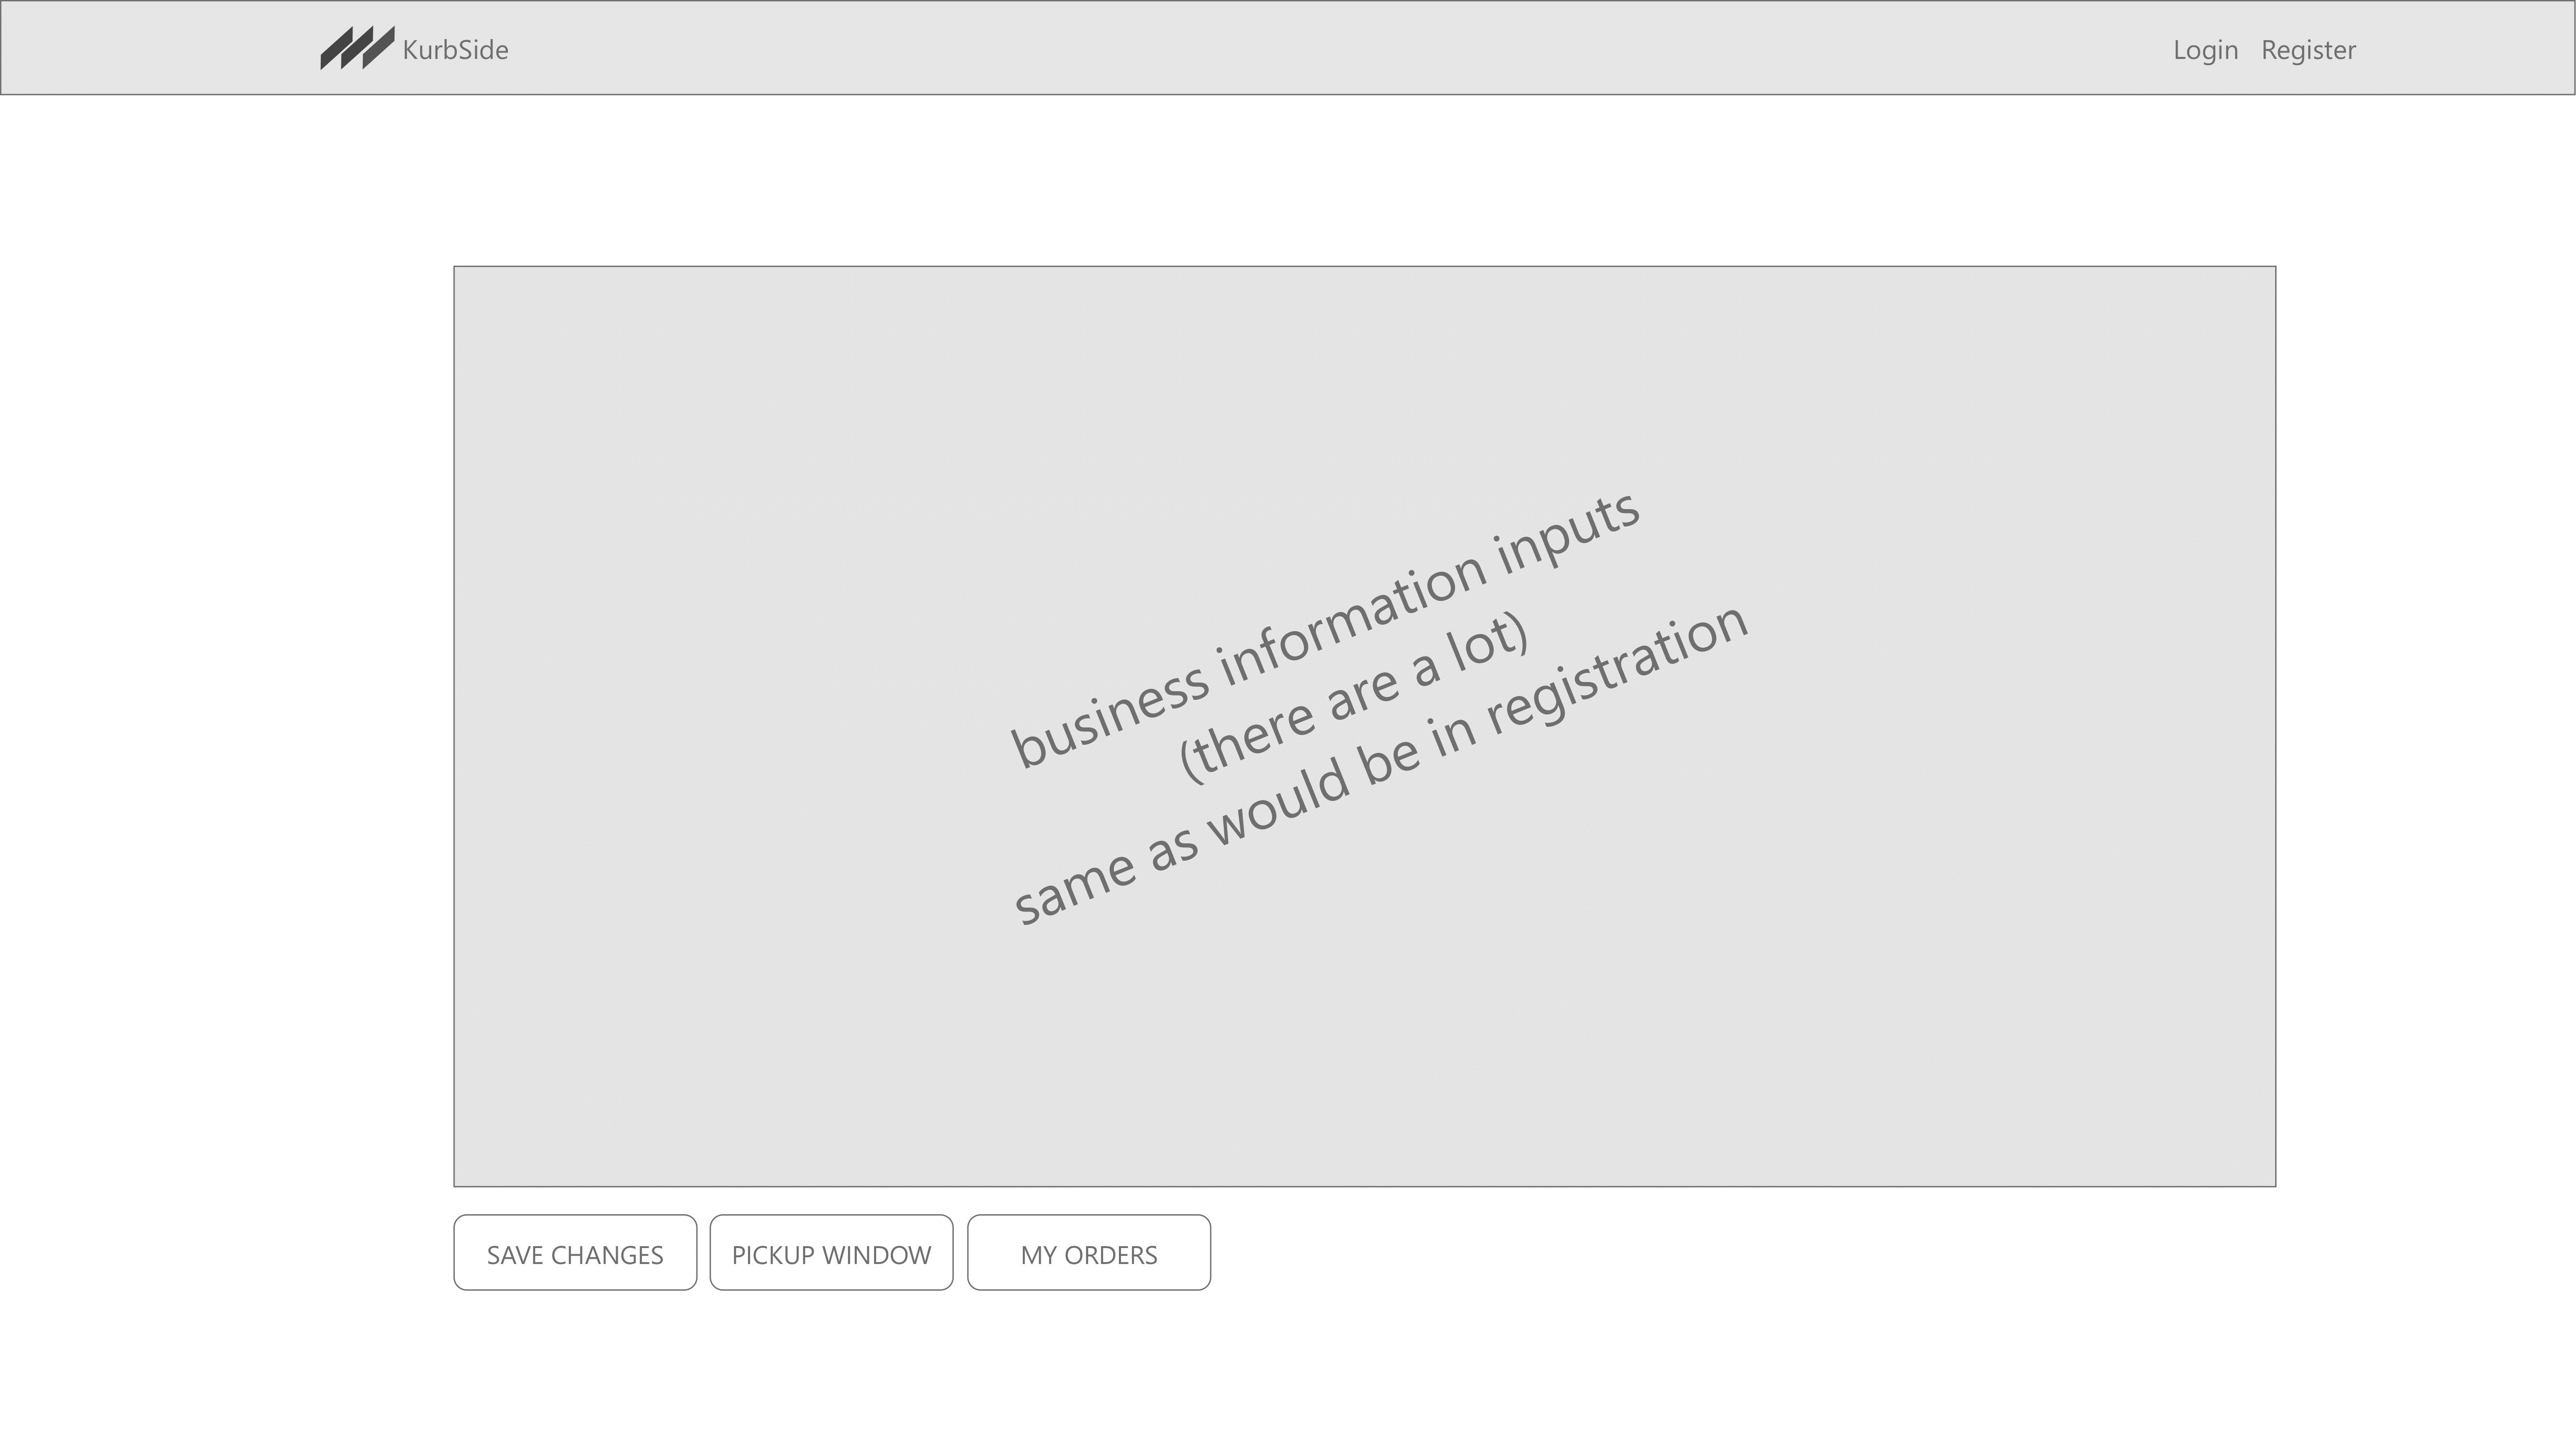 KurbSide
Login Register
business information inputs
(there are a lot)
same as would be in registration
SAVE CHANGES
PICKUP WINDOW
MY ORDERS